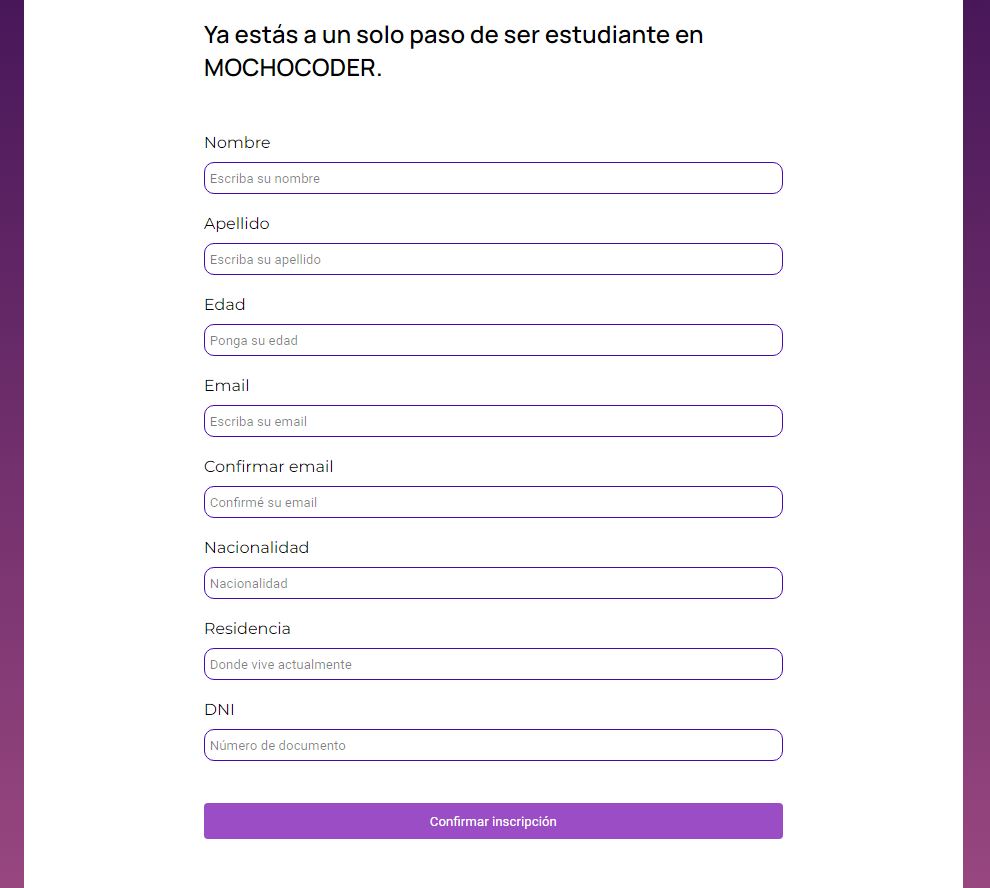 Ya estás a un solo paso de ser estudiante en
MOCHOCODER.
Nombre
Escriba su nombre
Apellido
Escriba su apellido
Edad
Ponga su edad
Email
Escriba su email
Confirmar email
Confirmé su email
Nacionalidad
Nacionalidad
Residencia
Donde vive actualmente
DNI
Número de documento
Confirmar inscripción